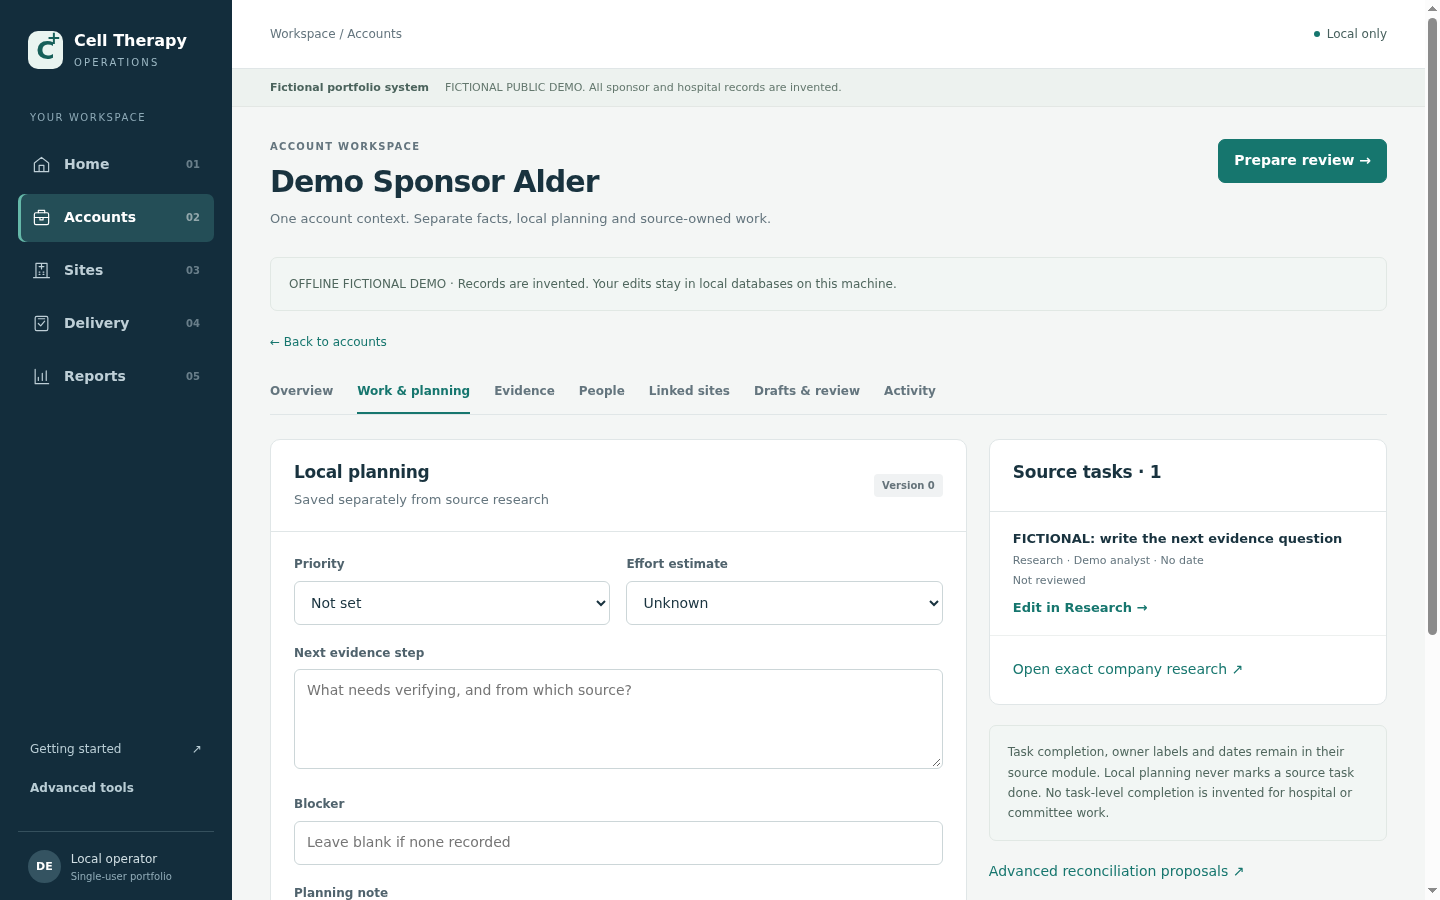 Cell Therapy
OPERATIONS
YOUR WORKSPACE
Home 01
Accounts 02
Sites 03
Delivery 04
Reports 05
Getting started ↗
Advanced tools
DE
Local operator
Single-user portfolio
Workspace / Accounts
Local only
Fictional portfolio system FICTIONAL PUBLIC DEMO. All sponsor and hospital records are invented.
ACCOUNT WORKSPACE
Demo Sponsor Alder
One account context. Separate facts, local planning and source-owned work.
Prepare review →
OFFLINE FICTIONAL DEMO · Records are invented. Your edits stay in local databases on this machine.
← Back to accounts
Overview Work & planning Evidence People Linked sites Drafts & review Activity
Local planning
Saved separately from source research
Version 0
Priority
Not set
Effort estimate
Unknown
Next evidence step
What needs verifying, and from which source?
Blocker
Leave blank if none recorded
Planning note
Source tasks · 1
FICTIONAL: write the next evidence question
Research · Demo analyst · No date
Not reviewed
Edit in Research →
Open exact company research ↗
Task completion, owner labels and dates remain in their
source module. Local planning never marks a source task
done. No task-level completion is invented for hospital or
committee work.
Advanced reconciliation proposals ↗